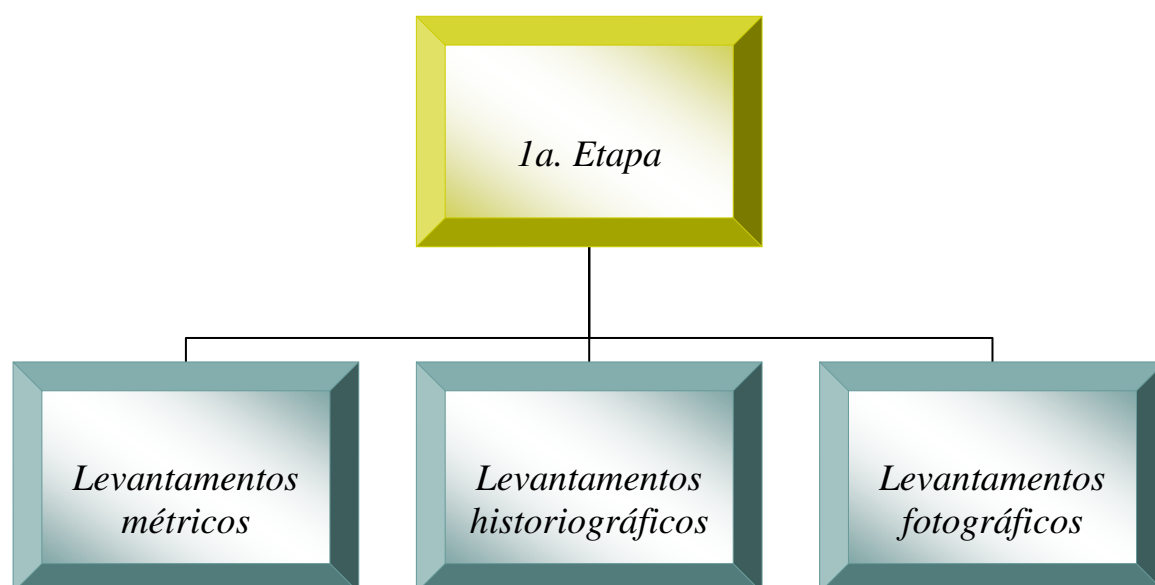 1a. Etapa
Levantamentos
métricos
Levantamentos
historiográficos
Levantamentos
fotográficos